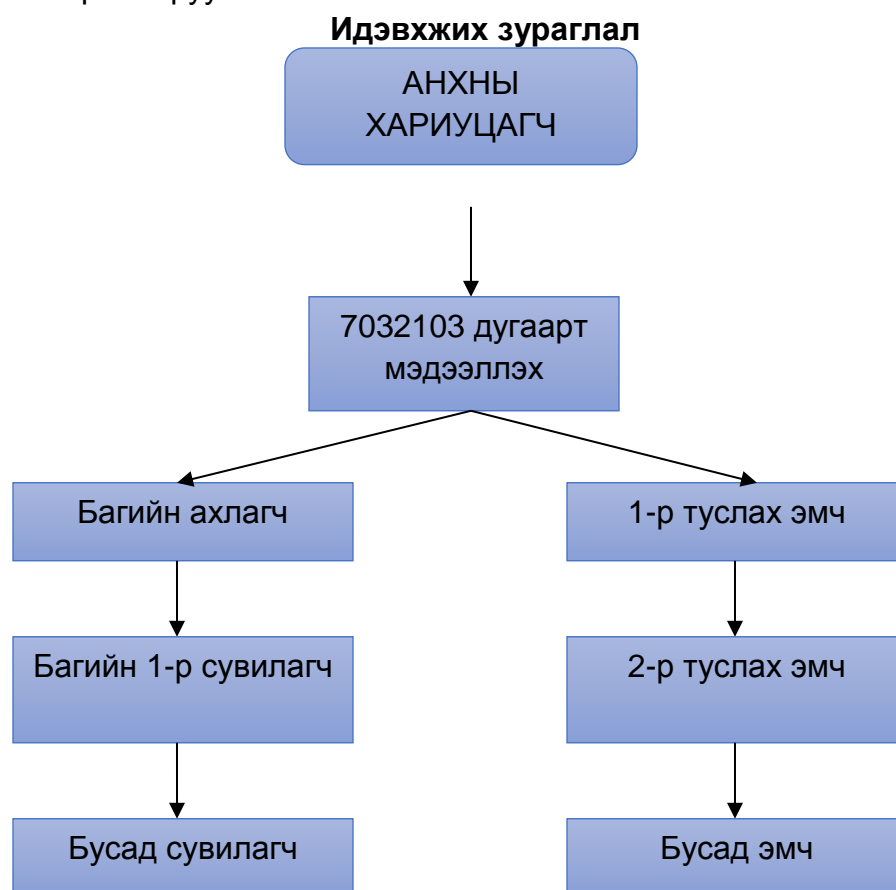 Идэвхжих зураглал
АНХНЫ
ХАРИУЦАГЧ
7032103 дугаарт
мэдээллэх
Багийн ахлагч
1-р туслах эмч
Багийн 1-р сувилагч
2-р туслах эмч
Бусад сувилагч
Бусад эмч